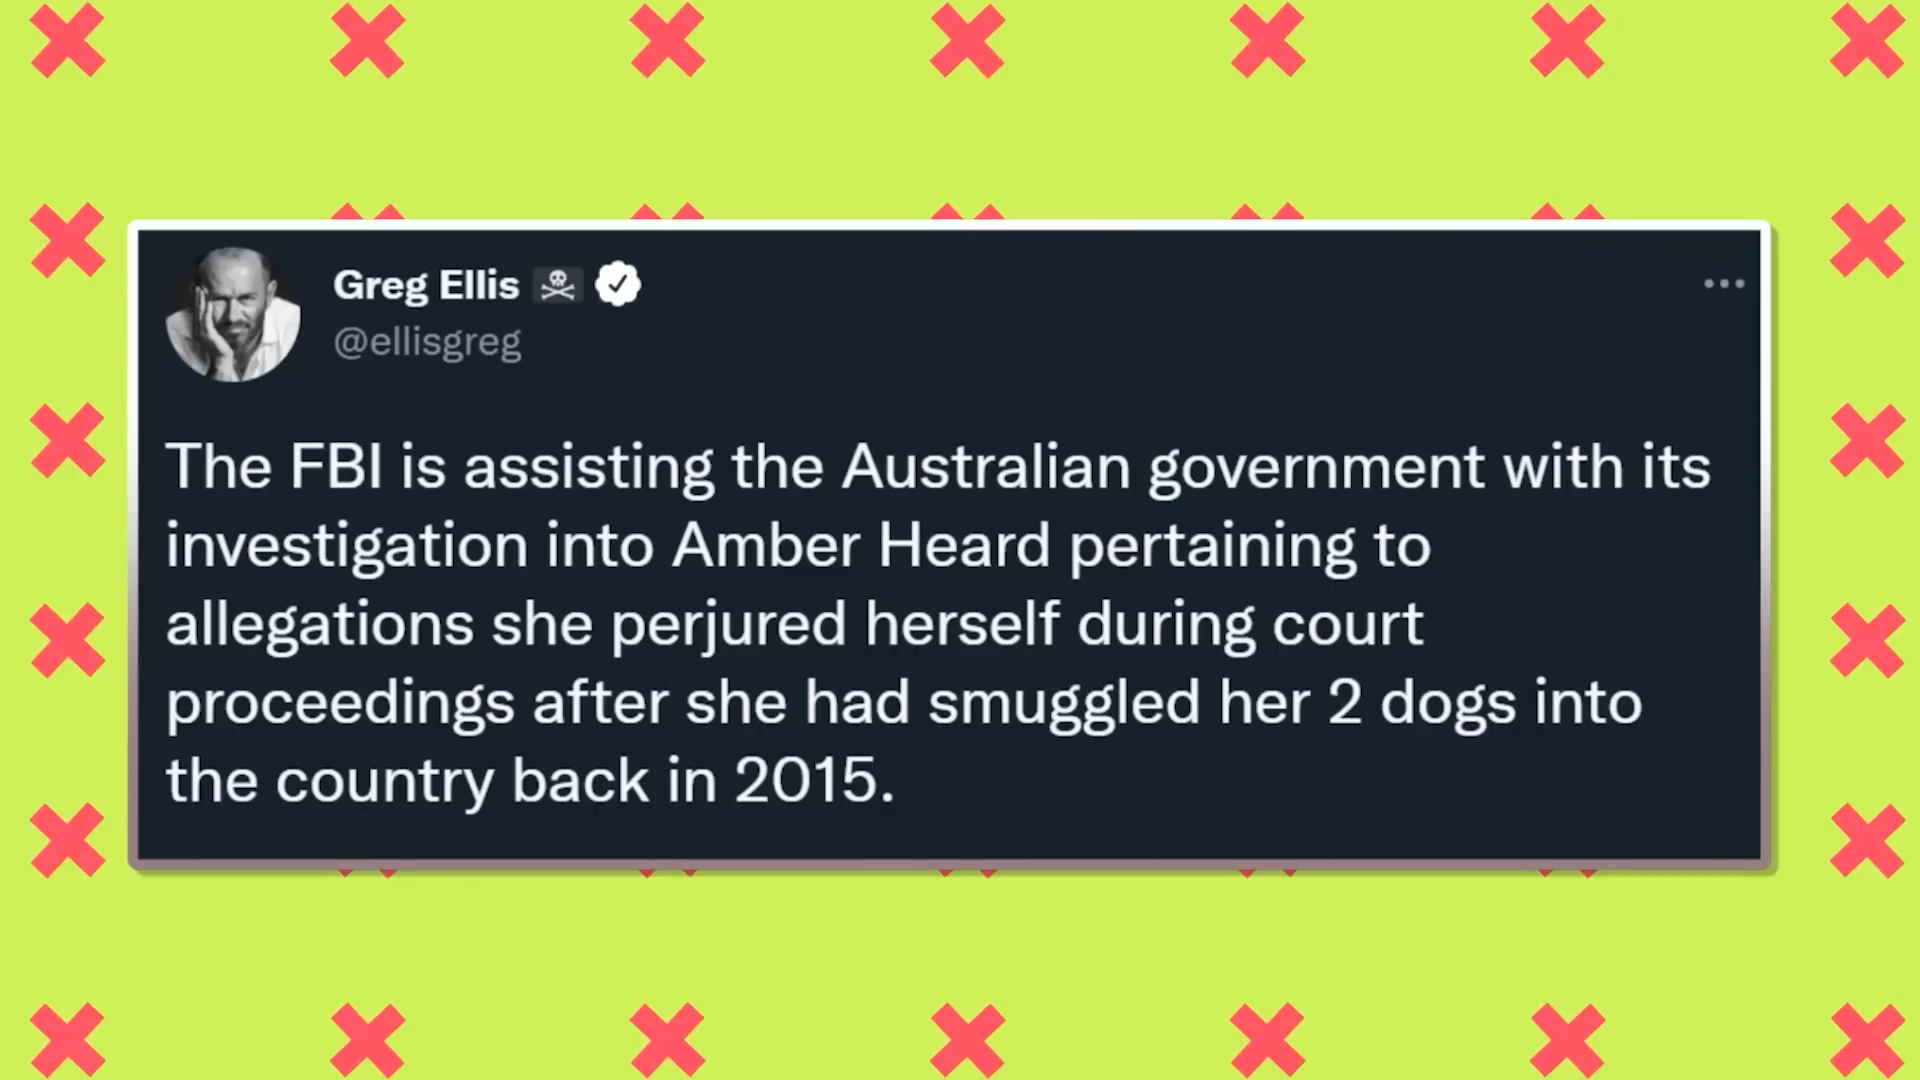 Greg Ellis 🏴‍☠️
@ellisgreg
The FBI is assisting the Australian government with its
investigation into Amber Heard pertaining to
allegations she perjured herself during court
proceedings after she had smuggled her 2 dogs into
the country back in 2015.